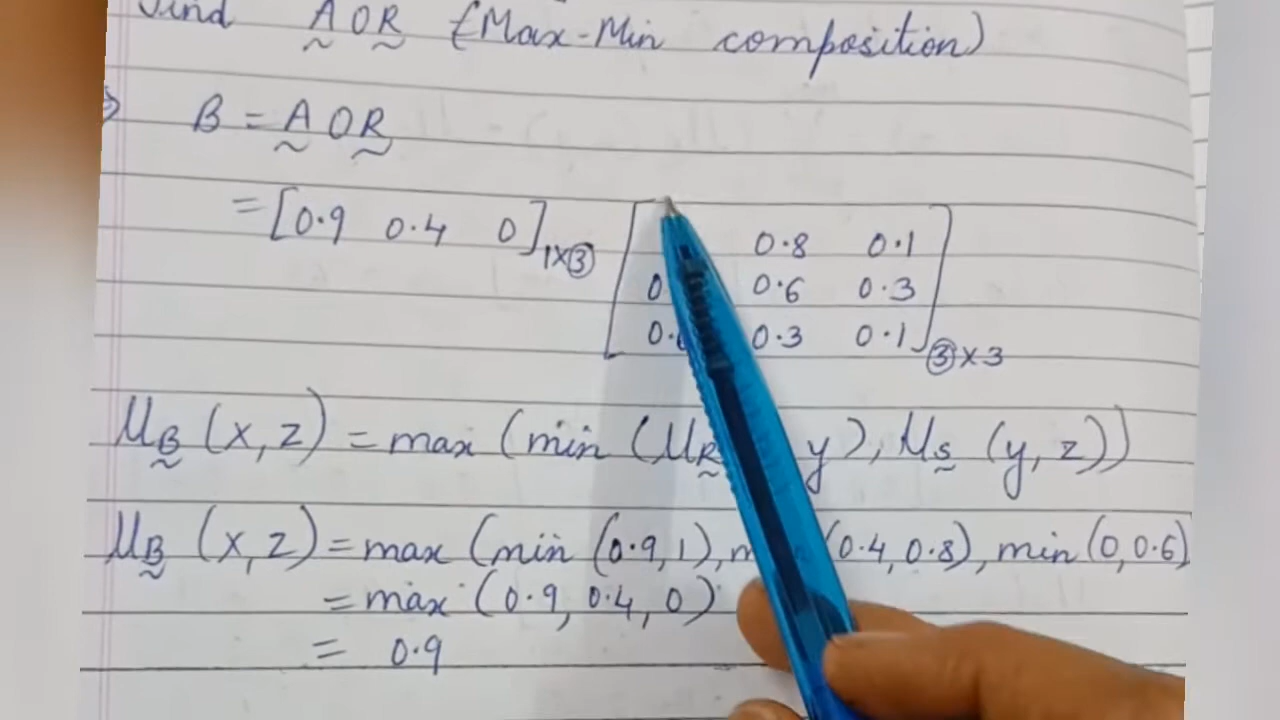 Find A O R (Max-Min composition)
B = A O R
= [0.9 0.4 0]1×③
0.8 0.1
0 0.6 0.3
0. 0.3 0.1 ③×3
μB (x, z) = max (min (μR y), μS (y, z))
μB (x, z) = max (min (0.9, 1), m (0.4, 0.8), min (0, 0.6)
= max (0.9, 0.4, 0)
= 0.9